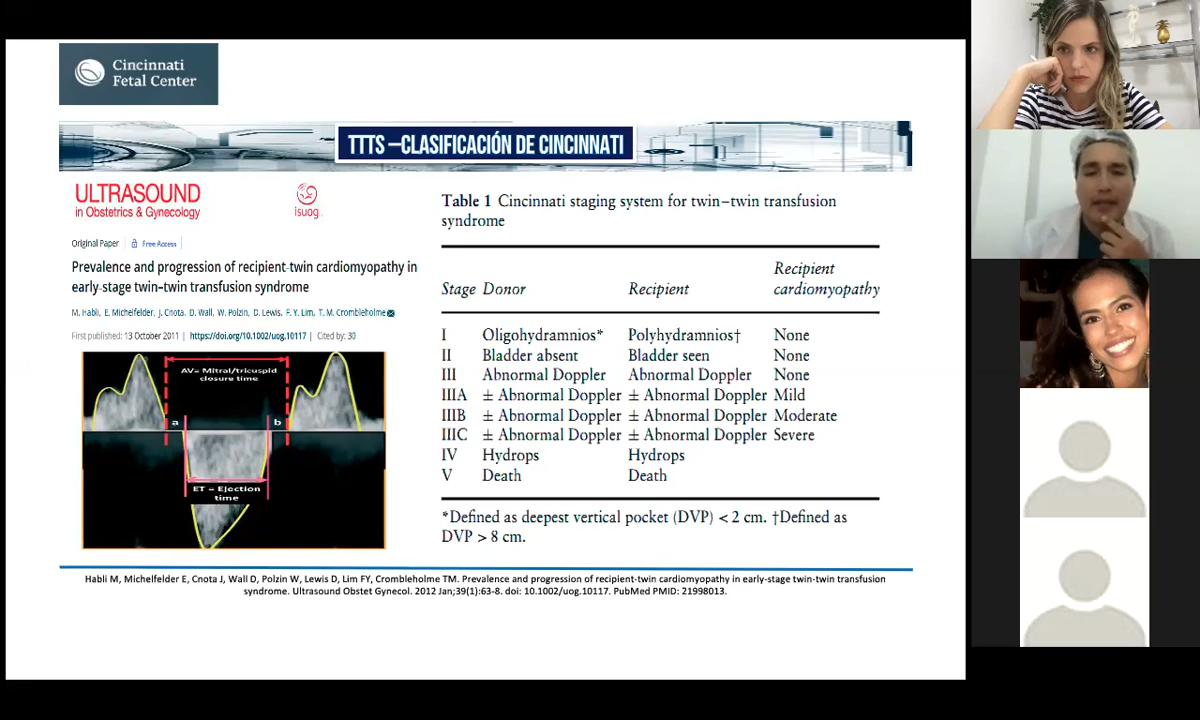 Cincinnati
Fetal Center
TTTS –CLASIFICACIÓN DE CINCINNATI
ULTRASOUND
in Obstetrics & Gynecology
isuog
Original Paper Free Access
Prevalence and progression of recipient-twin cardiomyopathy in
early-stage twin–twin transfusion syndrome
M. Habli, E. Michelfelder, J. Cnota, D. Wall, W. Polzin, D. Lewis, F. Y. Lim, T. M. Crombleholme
First published: 13 October 2011 | https://doi.org/10.1002/uog.10117 | Cited by: 30
AV= Mitral/tricuspid
closure time
a b
ET = Ejection
time
Table 1 Cincinnati staging system for twin–twin transfusion
syndrome
Recipient
Stage Donor Recipient cardiomyopathy
I Oligohydramnios* Polyhydramnios† None
II Bladder absent Bladder seen None
III Abnormal Doppler Abnormal Doppler None
IIIA ± Abnormal Doppler ± Abnormal Doppler Mild
IIIB ± Abnormal Doppler ± Abnormal Doppler Moderate
IIIC ± Abnormal Doppler ± Abnormal Doppler Severe
IV Hydrops Hydrops
V Death Death
*Defined as deepest vertical pocket (DVP) < 2 cm. †Defined as
DVP > 8 cm.
Habli M, Michelfelder E, Cnota J, Wall D, Polzin W, Lewis D, Lim FY, Crombleholme TM. Prevalence and progression of recipient-twin cardiomyopathy in early-stage twin-twin transfusion
syndrome. Ultrasound Obstet Gynecol. 2012 Jan;39(1):63-8. doi: 10.1002/uog.10117. PubMed PMID: 21998013.